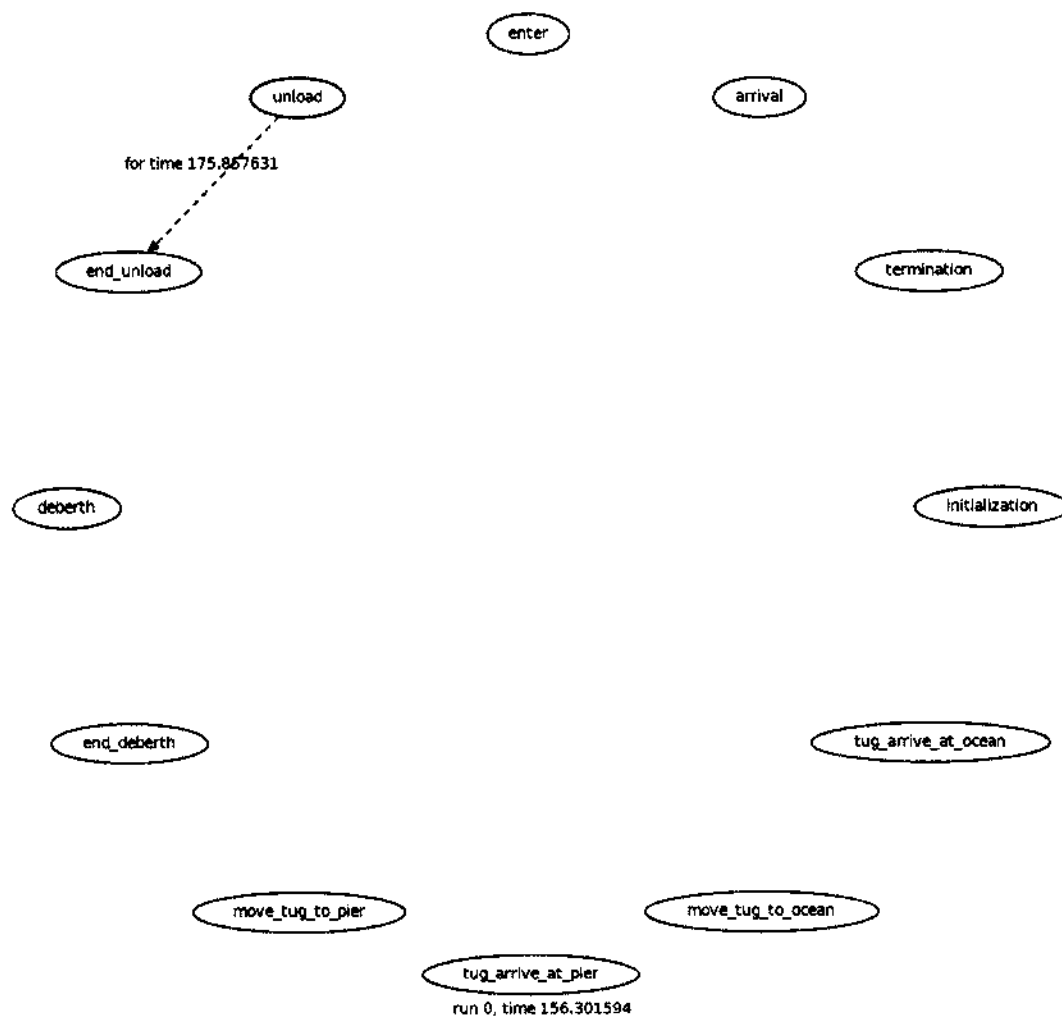 enter
unload
arrival
for time 175.867631
end_unload
termination
deberth
initialization
end_deberth
tug_arrive_at_ocean
move_tug_to_pier
move_tug_to_ocean
tug_arrive_at_pier
run 0, time 156.301594